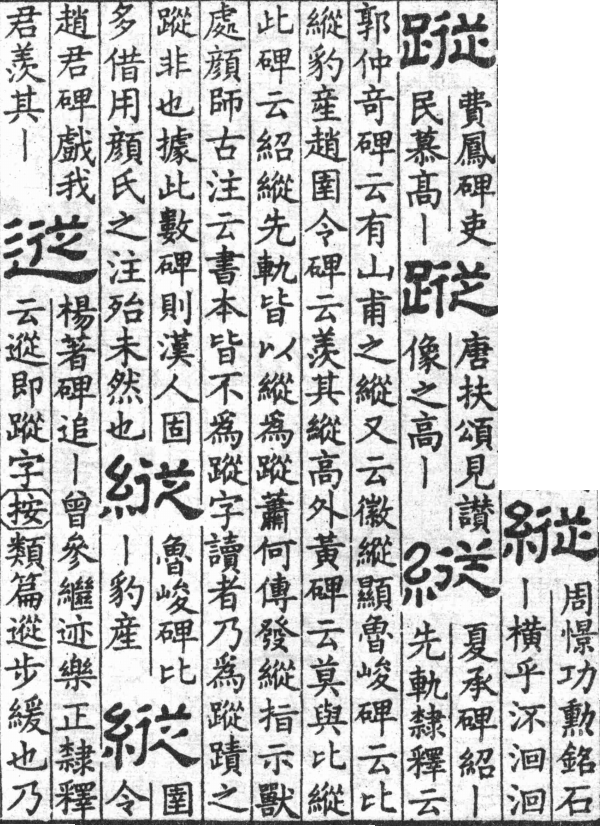 縱
周憬功勳銘石
丨橫乎泝洄洄
蹤
費鳳碑吏
民慕高丨
蹤
唐扶頌見讃
像之高丨
縱
夏承碑紹丨
先軌隸釋云
郭仲奇碑云有山甫之縱又云徽縱顯魯峻碑云比
縱豹産趙圉令碑云羨其縱高外黃碑云莫與比縱
此碑云紹縱先軌皆以縱為蹤蕭何傳發縱指示獸
處顏師古注云書本皆不為蹤字讀者乃為蹤蹟之
蹤非也據此數碑則漢人固
多借用顏氏之注殆未然也
縱
魯峻碑比
丨豹産
縱
圉
令
趙君碑戲我
君羨其丨
楊著碑追丨曾參繼迹樂正隸釋
云即蹤字按類篇步緩也乃